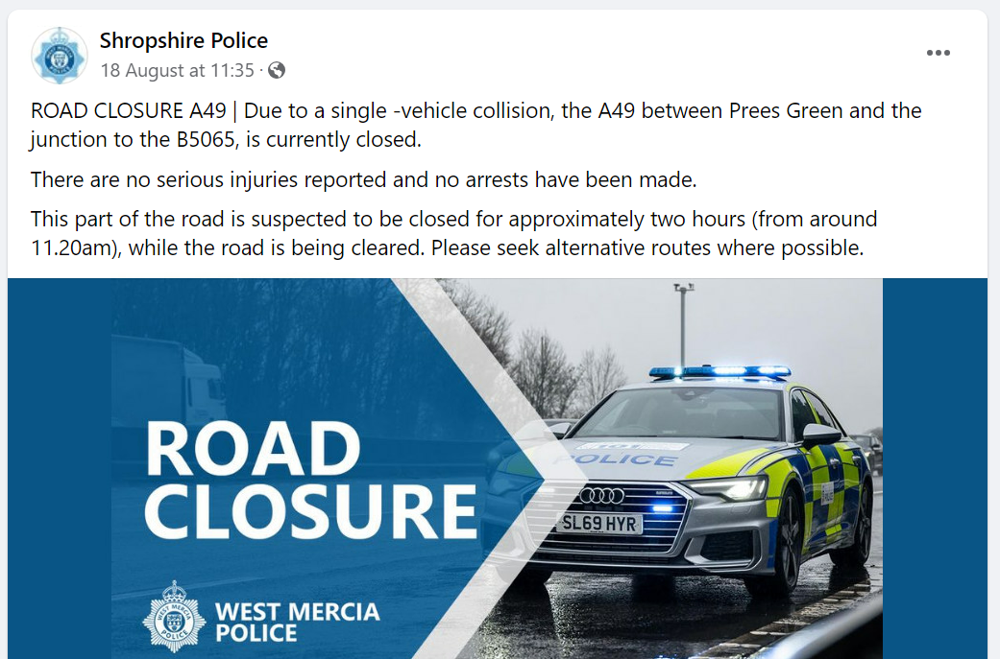 Shropshire Police
18 August at 11:35 ·
ROAD CLOSURE A49 | Due to a single -vehicle collision, the A49 between Prees Green and the
junction to the B5065, is currently closed.
There are no serious injuries reported and no arrests have been made.
This part of the road is suspected to be closed for approximately two hours (from around
11.20am), while the road is being cleared. Please seek alternative routes where possible.
ROAD
CLOSURE
POLICE
SL69 HYR
WEST MERCIA
POLICE